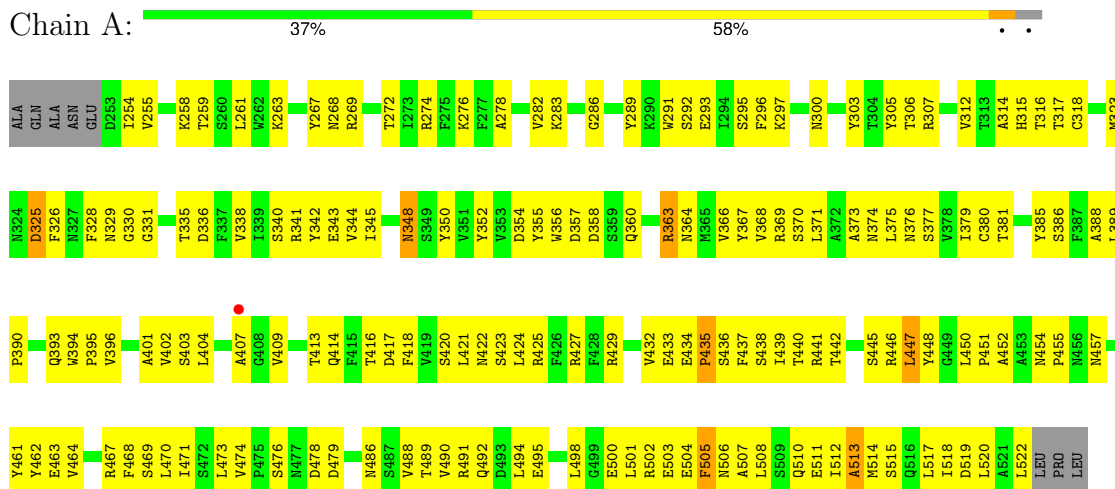 Chain A:
37% 58% • •
ALA GLN ALA ASN GLU D253 I254 V255 K258 T259 S260 L261 W262 K263 Y267 N268 R269 T272 I273 R274 F275 K276 F277 A278 V282 K283 G286 Y289 K290 W291 S292 E293 I294 S295 F296 K297 N300 Y303 T304 Y305 T306 R307 V312 T313 A314 H315 T316 T317 C318 M323
N324 D325 F326 N327 F328 N329 G330 G331 T335 D336 F337 V338 I339 S340 R341 Y342 E343 V344 I345 N348 S349 Y350 V351 Y352 V353 D354 Y355 W356 D357 D358 S359 Q360 R363 N364 M365 V366 Y367 V368 R369 S370 L371 A372 A373 N374 L375 N376 S377 V378 I379 C380 T381 Y385 S386 F387 A388 L389
P390 Q393 W394 P395 V396 A401 V402 S403 L404 A407 G408 V409 T413 Q414 F415 T416 D417 F418 V419 S420 L421 N422 S423 L424 R425 F426 R427 F428 R429 V432 E433 E434 P435 S436 F437 S438 I439 T440 R441 T442 S445 R446 L447 Y448 G449 L450 P451 A452 A453 N454 P455 N456 N457
Y461 Y462 E463 V464 R467 F468 S469 L470 I471 S472 L473 V474 P475 S476 N477 D478 D479 N486 S487 V488 T489 V490 R491 Q492 D493 L494 E495 L498 G499 E500 L501 R502 E503 E504 F505 N506 A507 L508 S509 Q510 E511 I512 A513 M514 S515 Q516 L517 I518 D519 L520 A521 L522 LEU PRO LEU